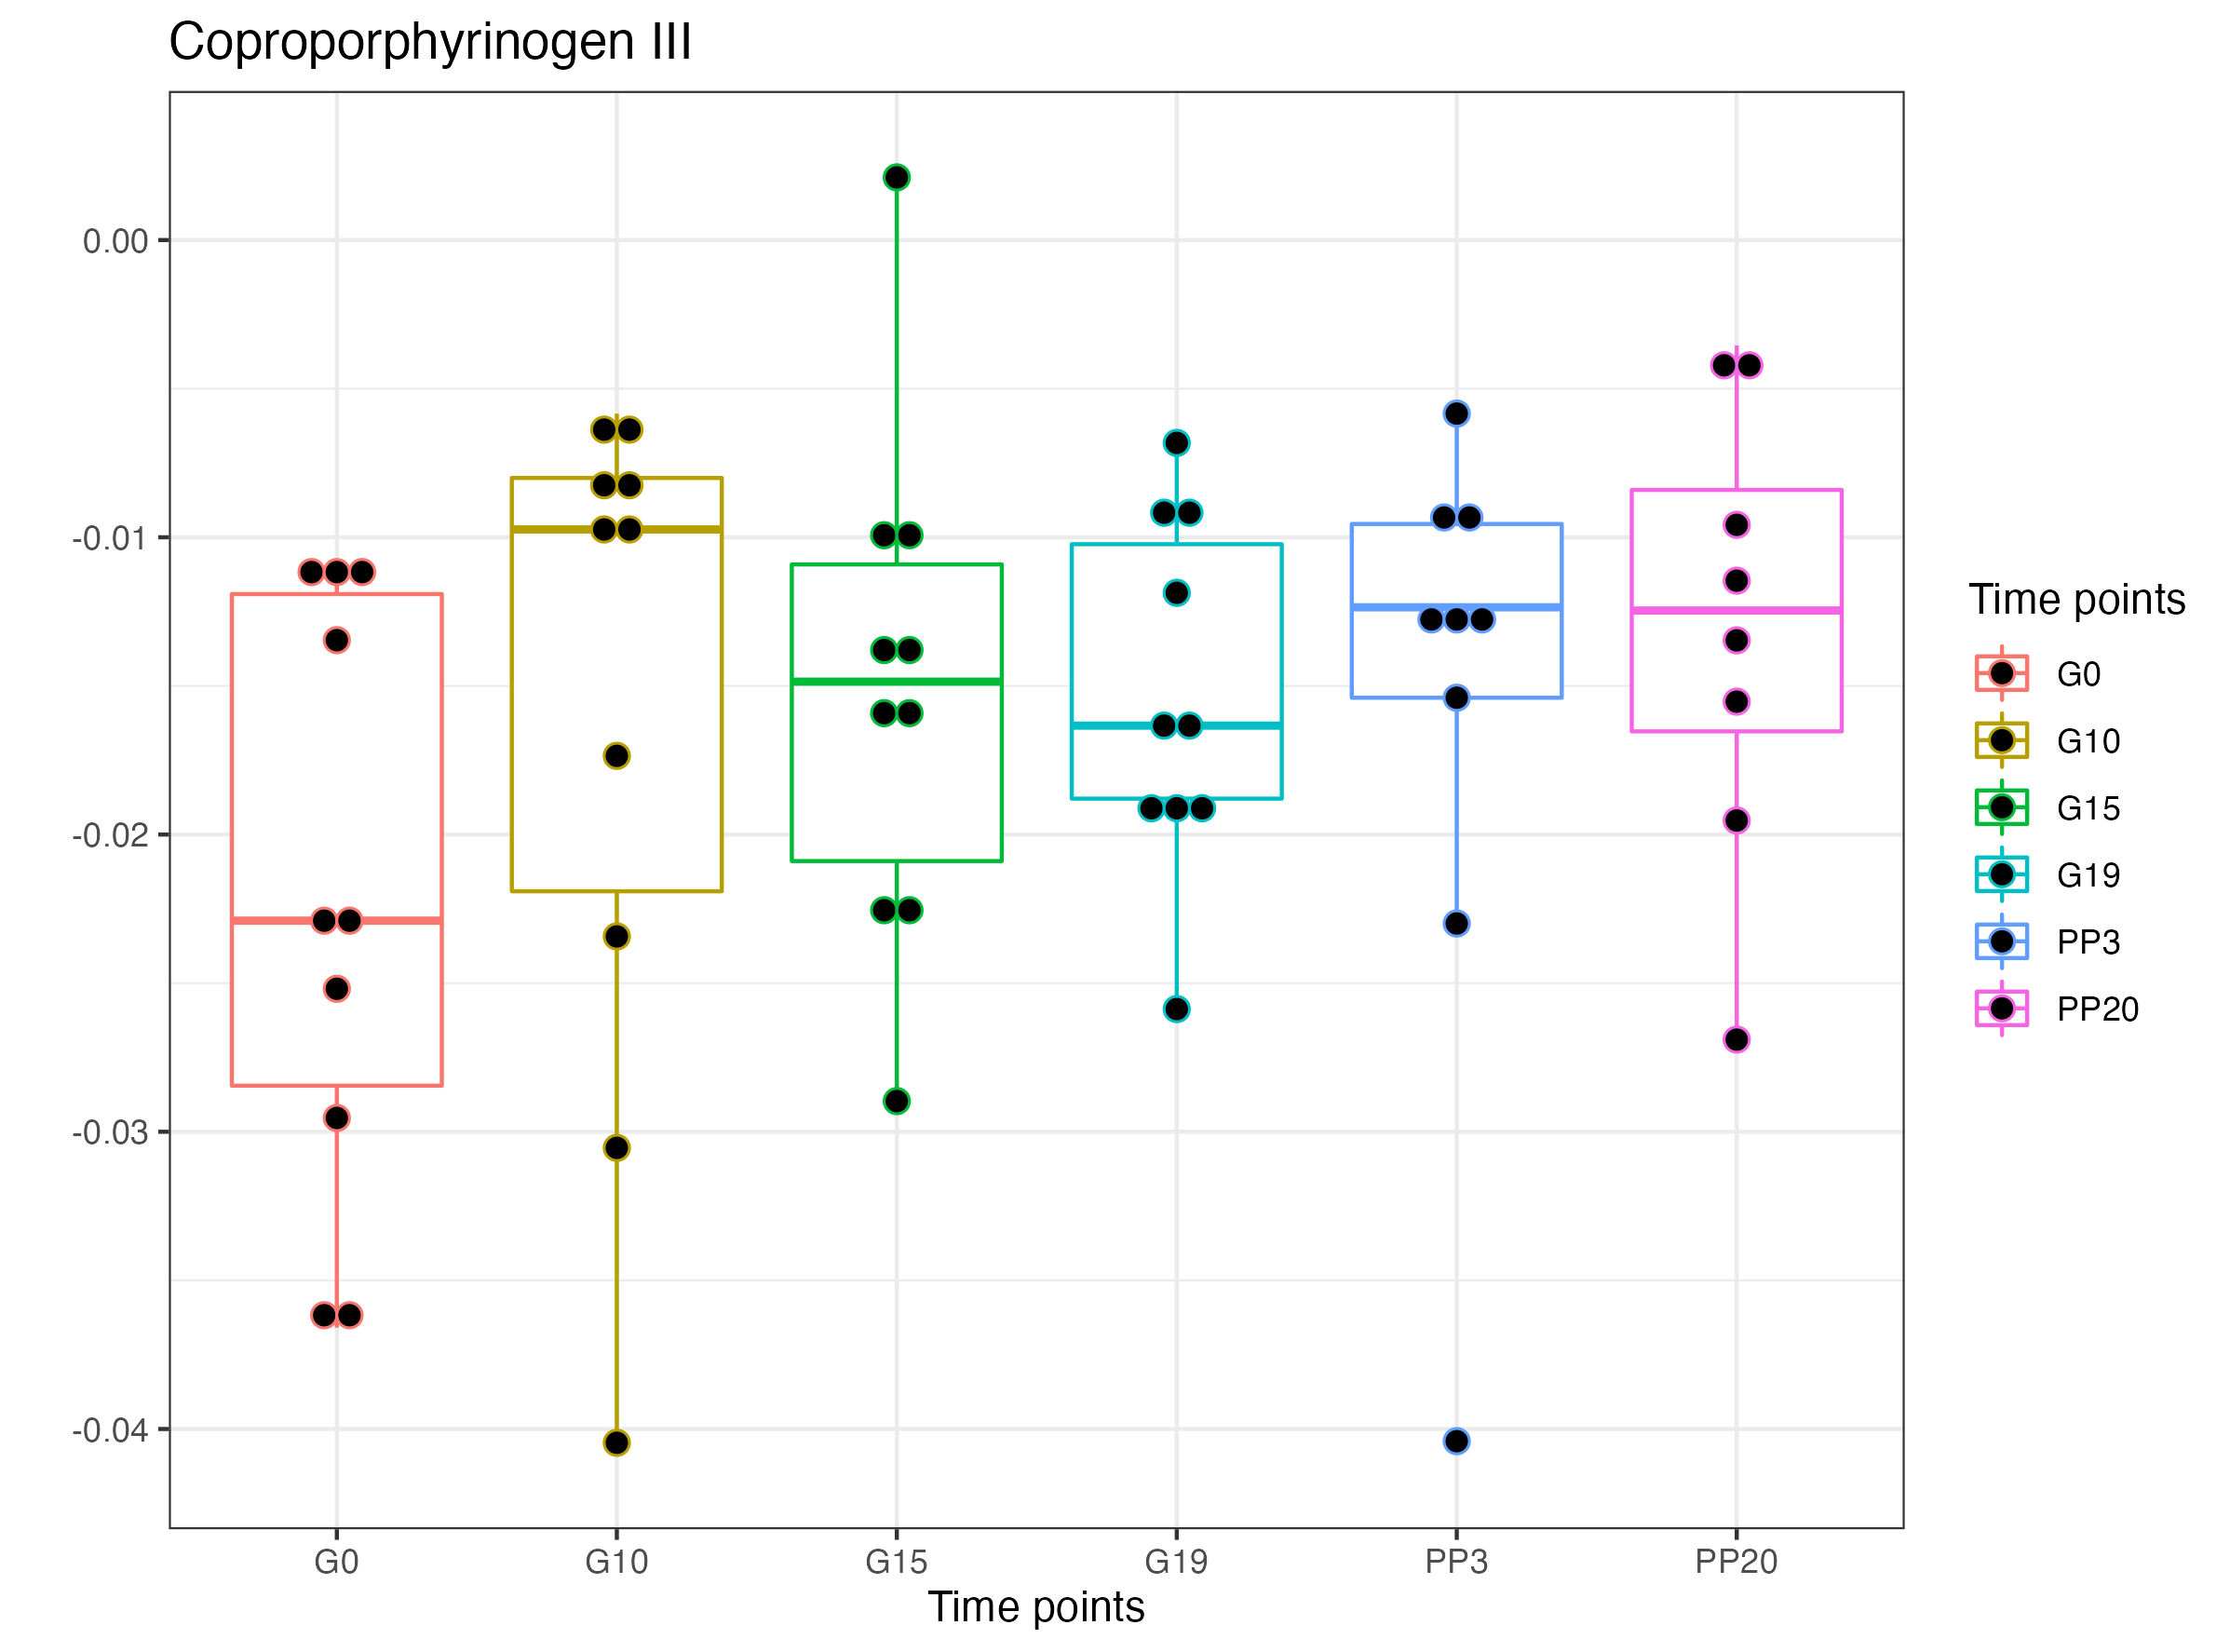 Coproporphyrinogen III
0.00
-0.01
-0.02
-0.03
-0.04
G0 G10 G15 G19 PP3 PP20
Time points
Time points
G0
G10
G15
G19
PP3
PP20